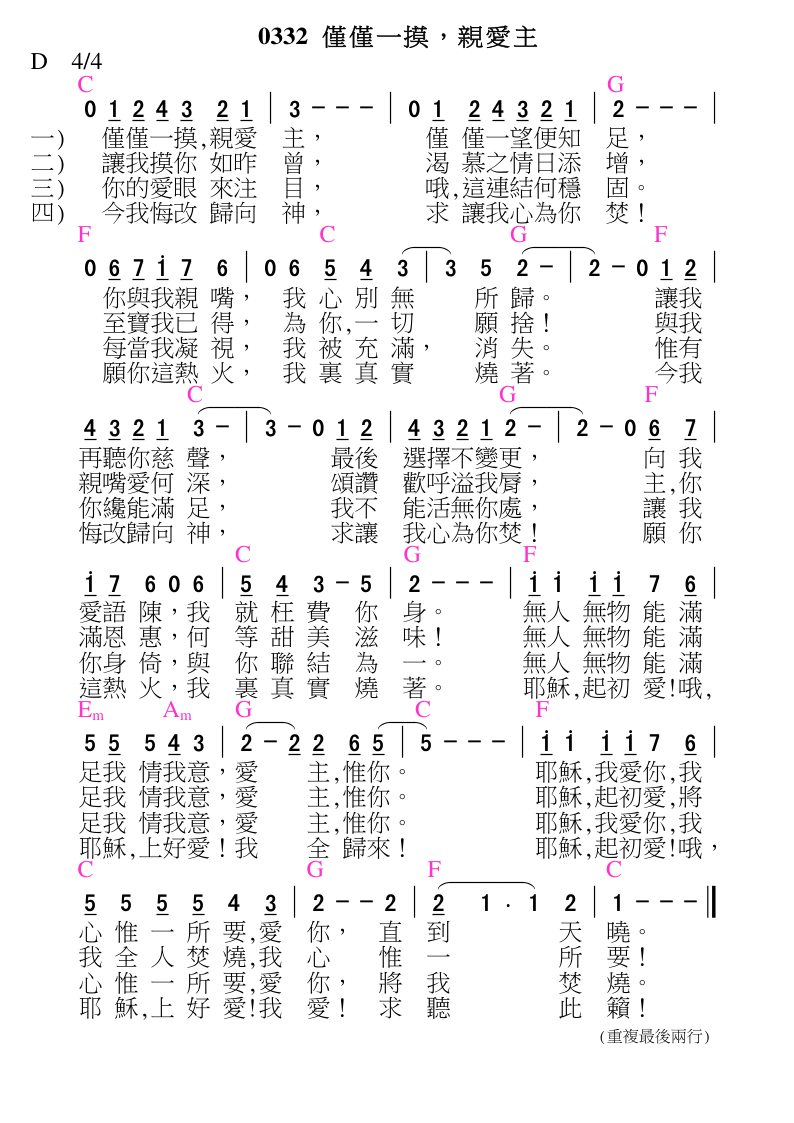 0332 僅僅一摸，親愛主
D 4/4
C G
0 1 2 4 3 2 1 | 3 - - - | 0 1 2 4 3 2 1 | 2 - - - |
一) 僅僅一摸,親愛 主， 僅 僅一望便知 足，
二) 讓我摸你 如昨 曾， 渴 慕之情日添 增，
三) 你的愛眼 來注 目， 哦,這連結何穩 固。
四) 今我悔改 歸向 神， 求 讓我心為你 焚！
F C G F
0 6 7 i 7 6 | 0 6 5 4 3 | 3 5 2 - | 2 - 0 1 2 |
你與我親 嘴， 我 心 別 無 所 歸。 讓我
至寶我已 得， 為 你,一 切 願 捨！ 與我
每當我凝 視， 我 被 充 滿， 消 失。 惟有
願你這熱 火， 我 裏 真 實 燒 著。 今我
C G F
4 3 2 1 3 - | 3 - 0 1 2 | 4 3 2 1 2 - | 2 - 0 6 7 |
再聽你慈 聲， 最後 選擇不變更， 向 我
親嘴愛何 深， 頌讚 歡呼溢我脣， 主,你
你纔能滿 足， 我不 能活無你處， 讓 我
悔改歸向 神， 求讓 我心為你焚！ 願 你
C G F
i 7 6 0 6 | 5 4 3 - 5 | 2 - - - | i i i i 7 6 |
愛語 陳，我 就 枉 費 你 身。 無人 無物 能 滿
滿恩 惠，何 等 甜 美 滋 味！ 無人 無物 能 滿
你身 倚，與 你 聯 結 為 一。 無人 無物 能 滿
這熱 火，我 裏 真 實 燒 著。 耶穌,起初 愛!哦,
Em Am G C F
5 5 5 4 3 | 2 - 2 2 6 5 | 5 - - - | i i i i 7 6 |
足我 情我意，愛 主,惟你。 耶穌,我愛你,我
足我 情我意，愛 主,惟你。 耶穌,起初愛,將
足我 情我意，愛 主,惟你。 耶穌,我愛你,我
耶穌,上好愛！我 全 歸來！ 耶穌,起初愛!哦，
C G F C
5 5 5 5 4 3 | 2 - - 2 | 2 1 . 1 2 | 1 - - - ‖
心 惟 一 所 要,愛 你， 直 到 天 曉。
我 全 人 焚 燒,我 心 惟 一 所 要！
心 惟 一 所 要,愛 你， 將 我 焚 燒。
耶 穌,上 好 愛!我 愛！ 求 聽 此 籟！
(重複最後兩行)